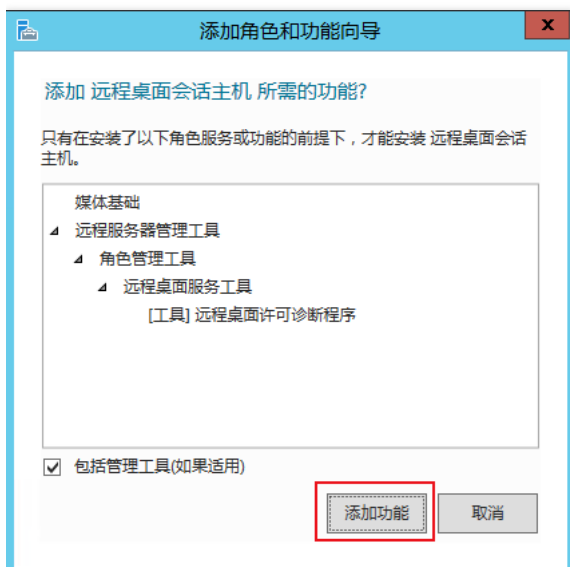 添加角色和功能向导
x
添加 远程桌面会话主机 所需的功能?
只有在安装了以下角色服务或功能的前提下，才能安装 远程桌面会话
主机。
媒体基础
远程服务器管理工具
角色管理工具
远程桌面服务工具
[工具] 远程桌面许可诊断程序
包括管理工具(如果适用)
添加功能 取消